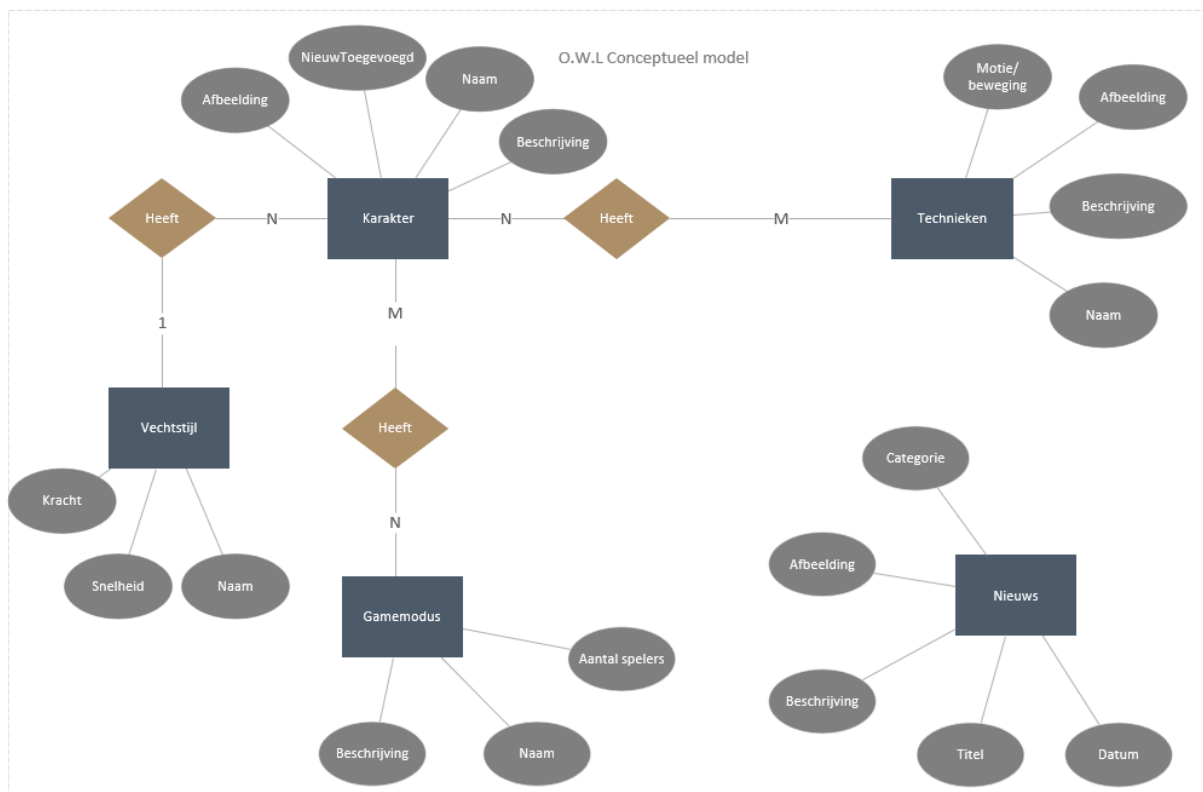 O.W.L Conceptueel model
NieuwToegevoegd
Naam
Afbeelding
Beschrijving
Motie/
beweging
Afbeelding
Beschrijving
Naam
Heeft
N
Karakter
N
Heeft
M
Technieken
1
M
Vechtstijl
Heeft
Kracht
Snelheid
Naam
N
Gamemodus
Aantal spelers
Beschrijving
Naam
Categorie
Afbeelding
Nieuws
Beschrijving
Titel
Datum